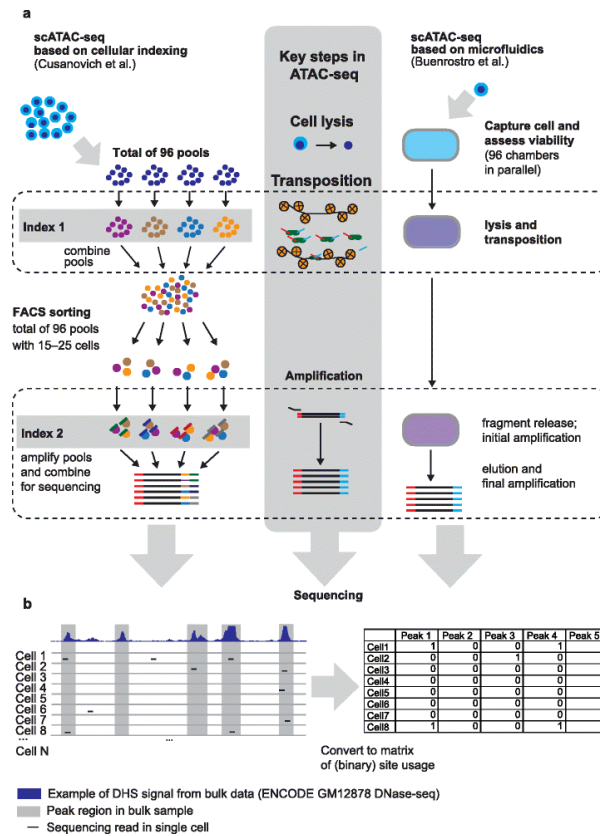 a
scATAC-seq
based on cellular indexing
(Cusanovich et al.)
Total of 96 pools
Index 1
combine
pools
FACS sorting
total of 96 pools
with 15–25 cells
Index 2
amplify pools
and combine
for sequencing
Key steps in
ATAC-seq
Cell lysis
Transposition
Amplification
scATAC-seq
based on microfluidics
(Buenrostro et al.)
Capture cell and
assess viability
(96 chambers
in parallel)
lysis and
transposition
fragment release;
initial amplification
elution and
final amplification
Sequencing
b
Cell 1
Cell 2
Cell 3
Cell 4
Cell 5
Cell 6
Cell 7
Cell 8
...
...
Cell N
Peak 1 Peak 2 Peak 3 Peak 4 Peak 5
Cell1 1 0 0 1
Cell2 0 0 1 0
Cell3 0 0 0 0
Cell4 0 0 0 0
Cell5 0 0 0 0
Cell6 0 0 0 0
Cell7 0 0 0 0
Cell8 1 0 0 1
Convert to matrix
of (binary) site usage
Example of DHS signal from bulk data (ENCODE GM12878 DNase-seq)
Peak region in bulk sample
Sequencing read in single cell